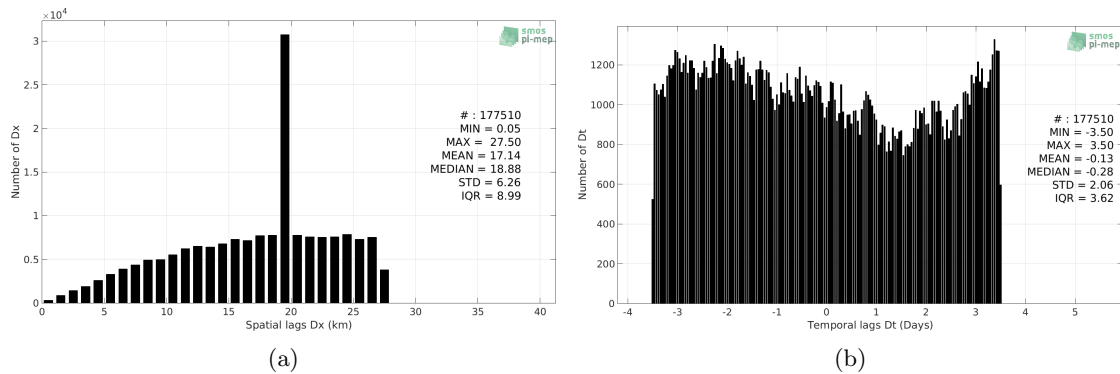 ×10⁴
3
2.5
2
1.5
1
0.5
0
0 5 10 15 20 25 30 35 40
Number of Dx
Spatial lags Dx (km)
smos
pi-mep
# : 177510
MIN = 0.05
MAX = 27.50
MEAN = 17.14
MEDIAN = 18.88
STD = 6.26
IQR = 8.99
(a)
1200
1000
800
600
400
200
0
-4 -3 -2 -1 0 1 2 3 4 5
Number of Dt
Temporal lags Dt (Days)
smos
pi-mep
# : 177510
MIN = -3.50
MAX = 3.50
MEAN = -0.13
MEDIAN = -0.28
STD = 2.06
IQR = 3.62
(b)